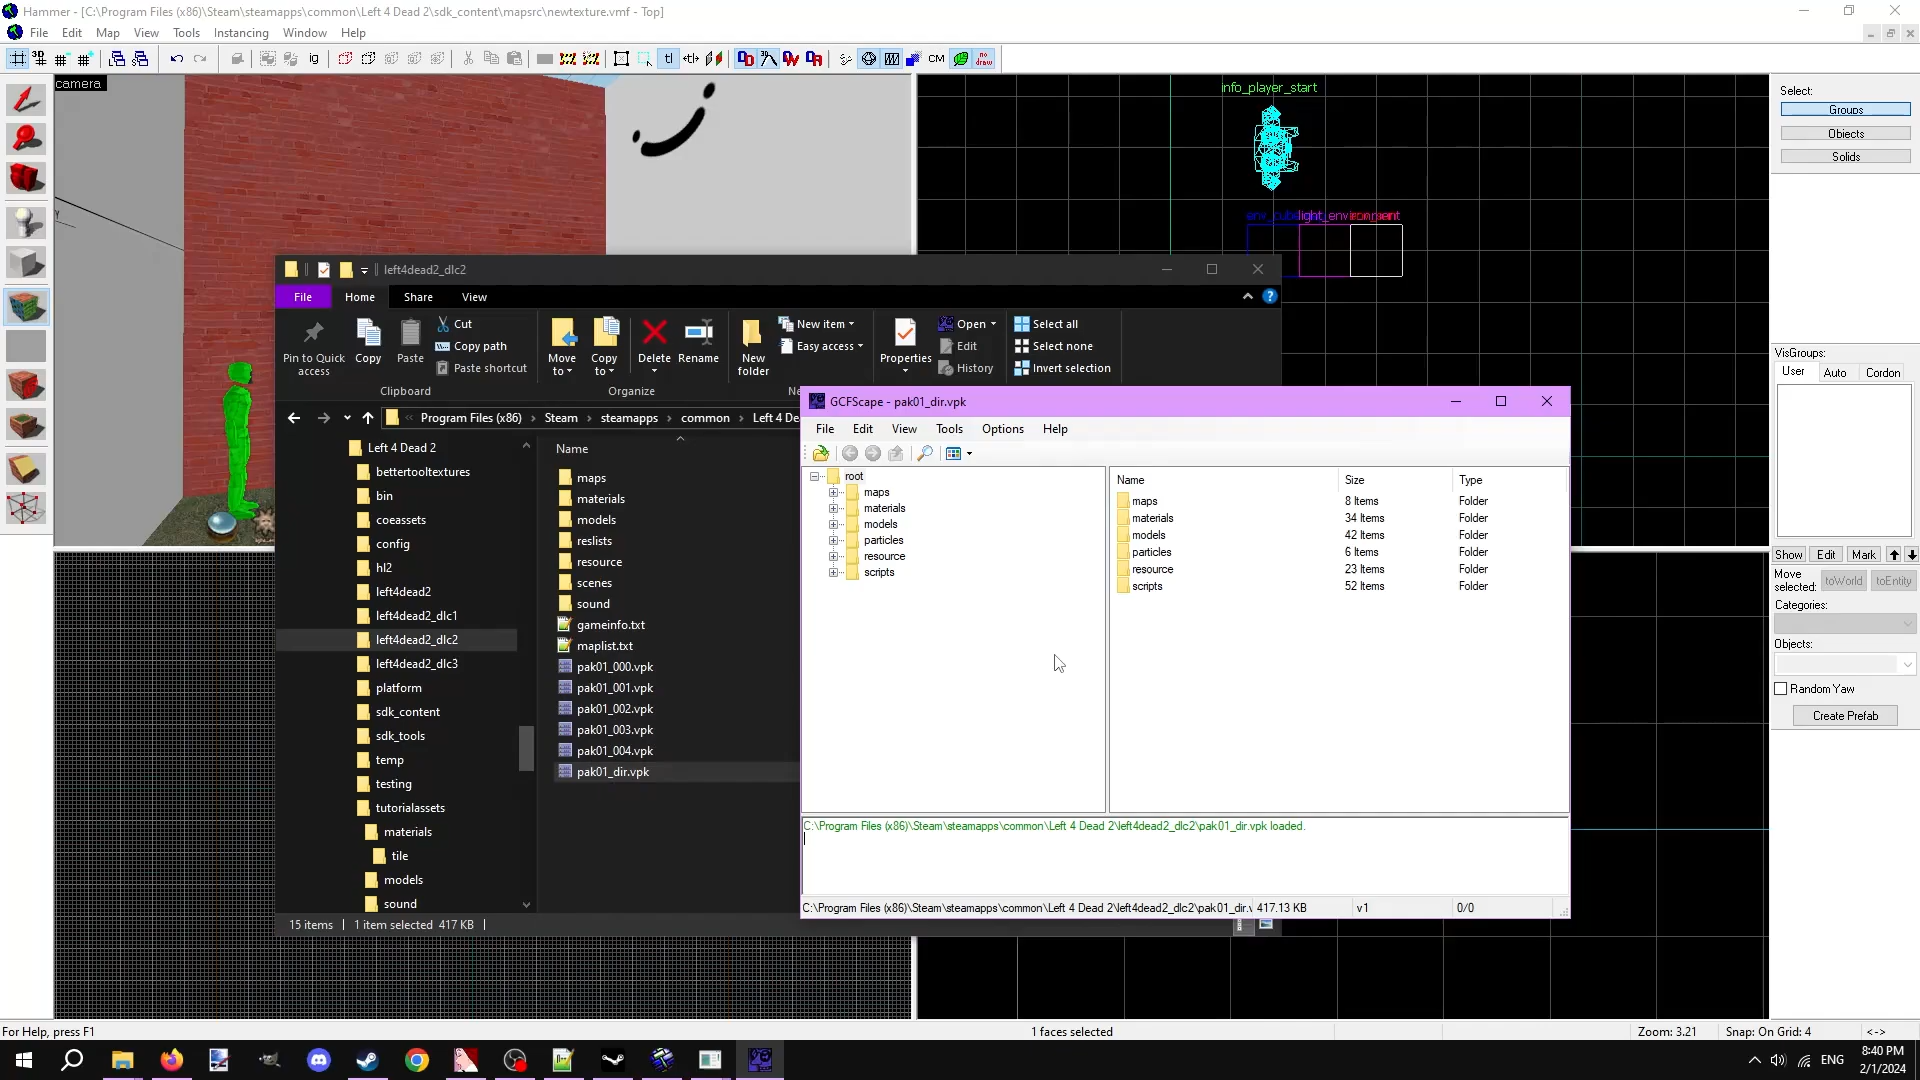 Hammer - [C:\Program Files (x86)\Steam\steamapps\common\Left 4 Dead 2\sdk_content\mapsrc\newtexture.vmf - Top]
File Edit Map View Tools Instancing Window Help
camera
info_player_start
Select:
Groups
Objects
Solids
VisGroups:
User Auto Cordon
Show Edit Mark
Move selected: toWorld toEntity
Categories:
Objects:
Random Yaw
Create Prefab
left4dead2_dlc2
File Home Share View
Pin to Quick access
Copy
Paste
Cut
Copy path
Paste shortcut
Clipboard
Move to
Copy to
Delete
Rename
Organize
New folder
New item
Easy access
Properties
Open
Edit
History
Select all
Select none
Invert selection
Program Files (x86) Steam steamapps common
Left 4 Dead 2
bettertooltextures
bin
coeassets
config
hl2
left4dead2
left4dead2_dlc1
left4dead2_dlc2
left4dead2_dlc3
platform
sdk_content
sdk_tools
temp
testing
tutorialassets
materials
tile
models
sound
Name
maps
materials
models
reslists
resource
scenes
sound
gameinfo.txt
maplist.txt
pak01_000.vpk
pak01_001.vpk
pak01_002.vpk
pak01_003.vpk
pak01_004.vpk
pak01_dir.vpk
15 items 1 item selected 417 KB
GCFScape - pak01_dir.vpk
File Edit View Tools Options Help
root
maps
materials
models
particles
resource
scripts
Name Size Type
maps 8 Items Folder
materials 34 Items Folder
models 42 Items Folder
particles 6 Items Folder
resource 23 Items Folder
scripts 52 Items Folder
C:\Program Files (x86)\Steam\steamapps\common\Left 4 Dead 2\left4dead2_dlc2\pak01_dir.vpk loaded.
C:\Program Files (x86)\Steam\steamapps\common\Left 4 Dead 2\left4dead2_dlc2\pak01_dir.v 417.13 KB v1 0/0
For Help, press F1 1 faces selected Zoom: 3.21 Snap: On Grid: 4 <->
ENG
8:40 PM
2/1/2024